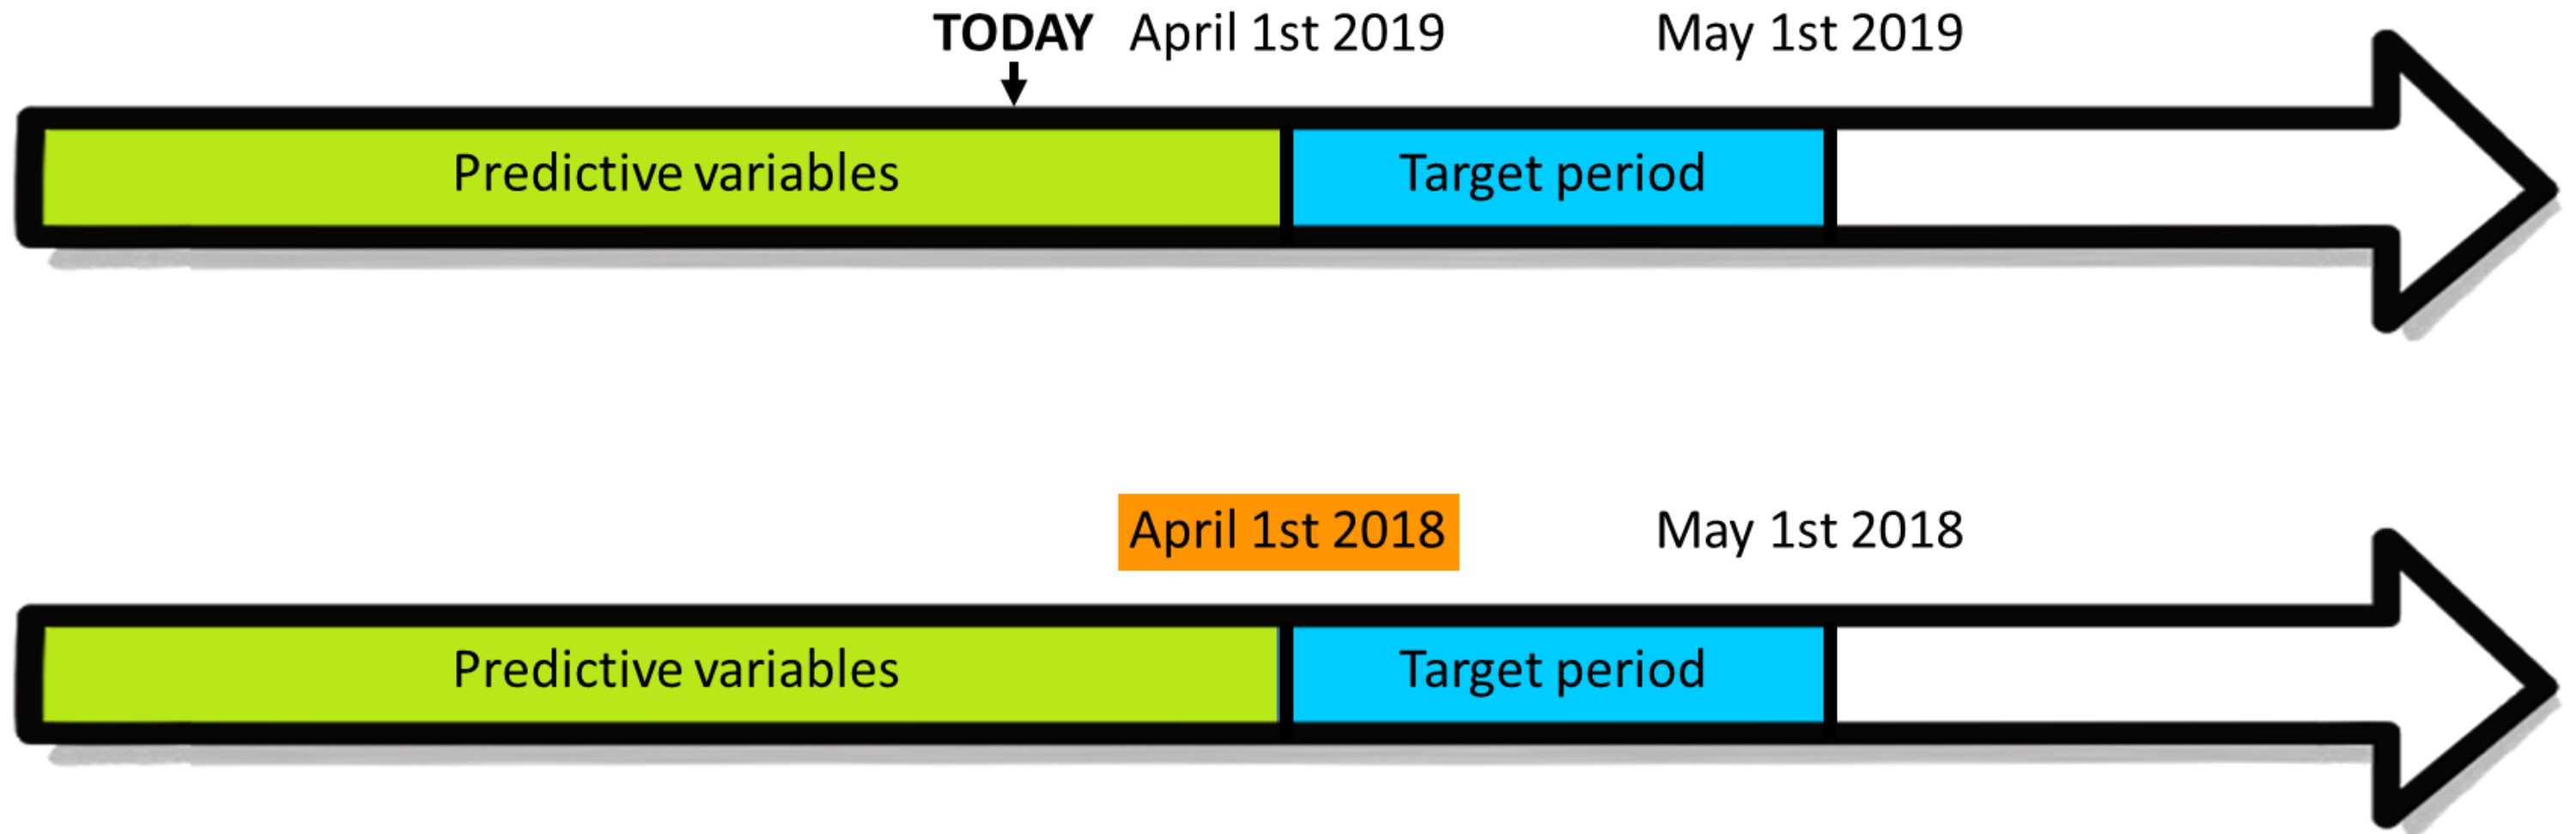 TODAY April 1st 2019 May 1st 2019
Predictive variables Target period
April 1st 2018 May 1st 2018
Predictive variables Target period